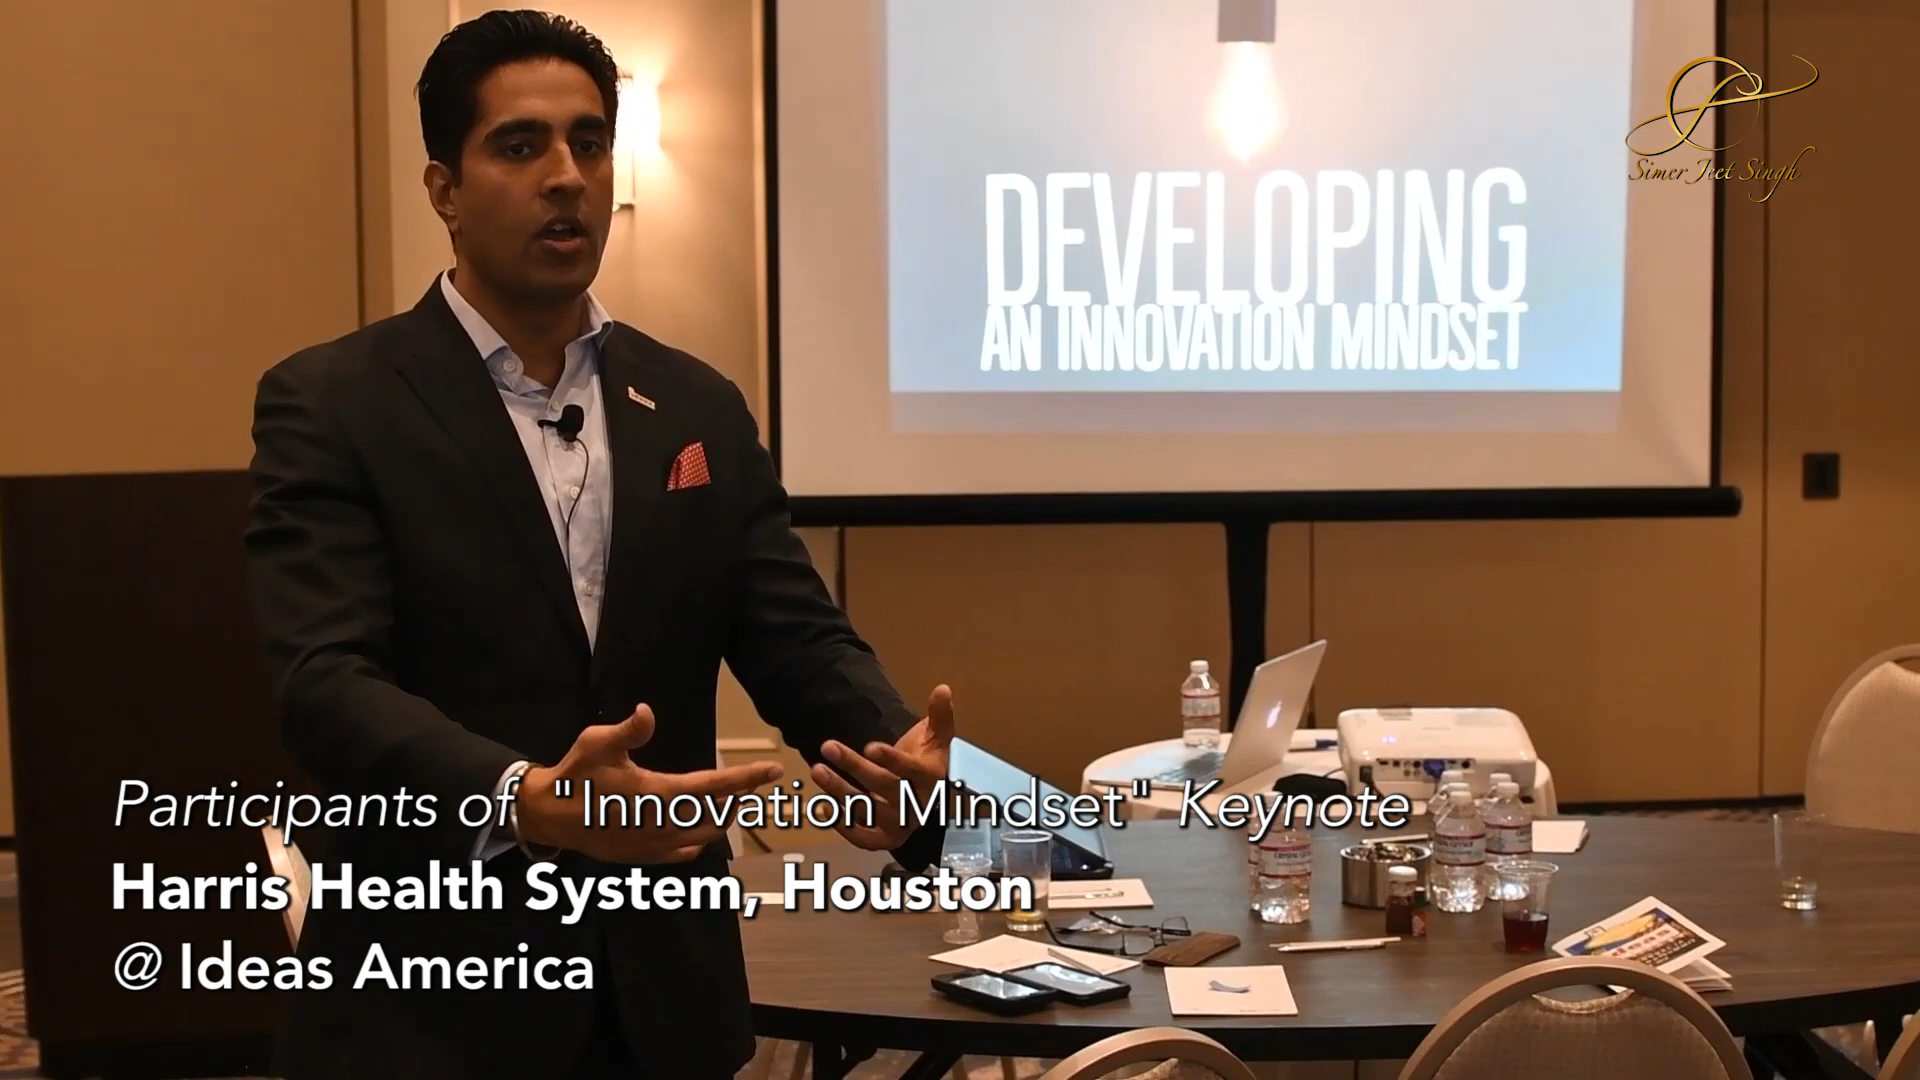 Simer Jeet Singh
DEVELOPING
AN INNOVATION MINDSET
Participants of "Innovation Mindset" Keynote
Harris Health System, Houston
@ Ideas America